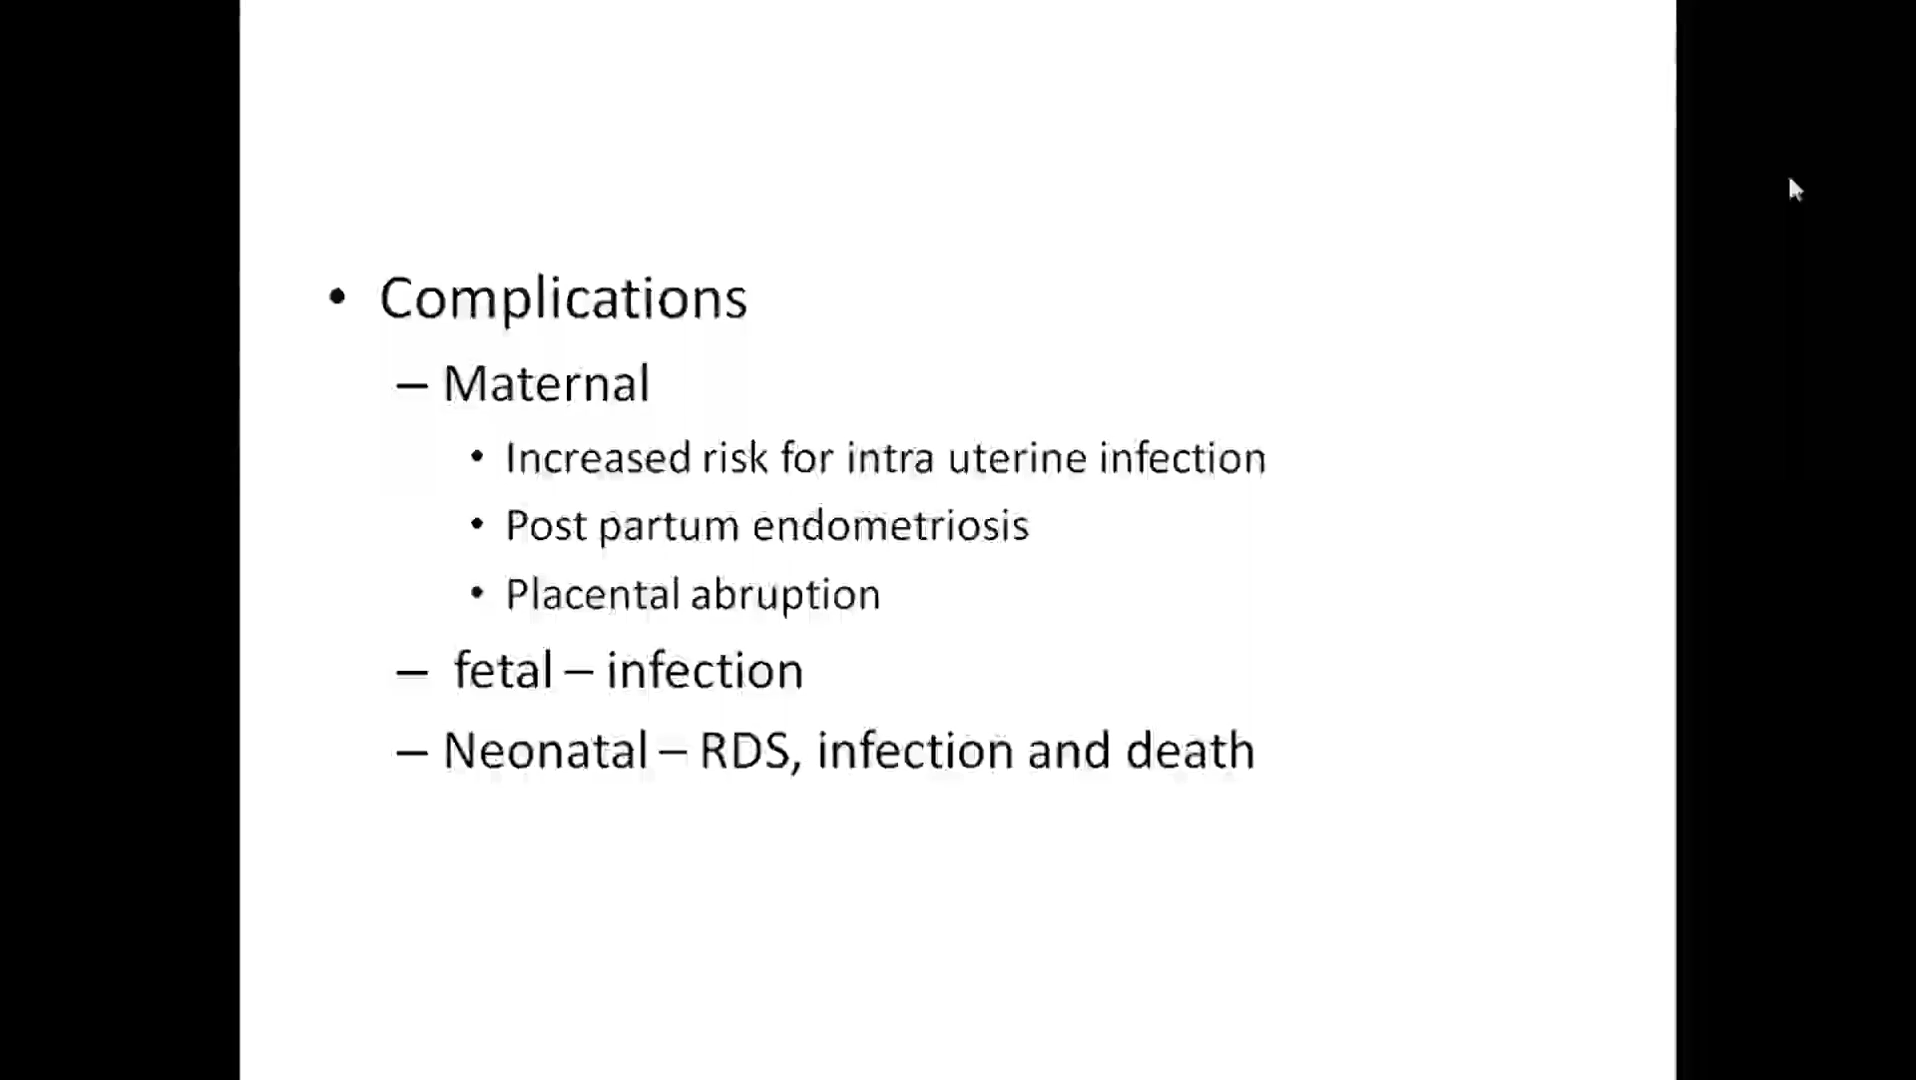 • Complications
– Maternal
• Increased risk for intra uterine infection
• Post partum endometriosis
• Placental abruption
– fetal – infection
– Neonatal – RDS, infection and death